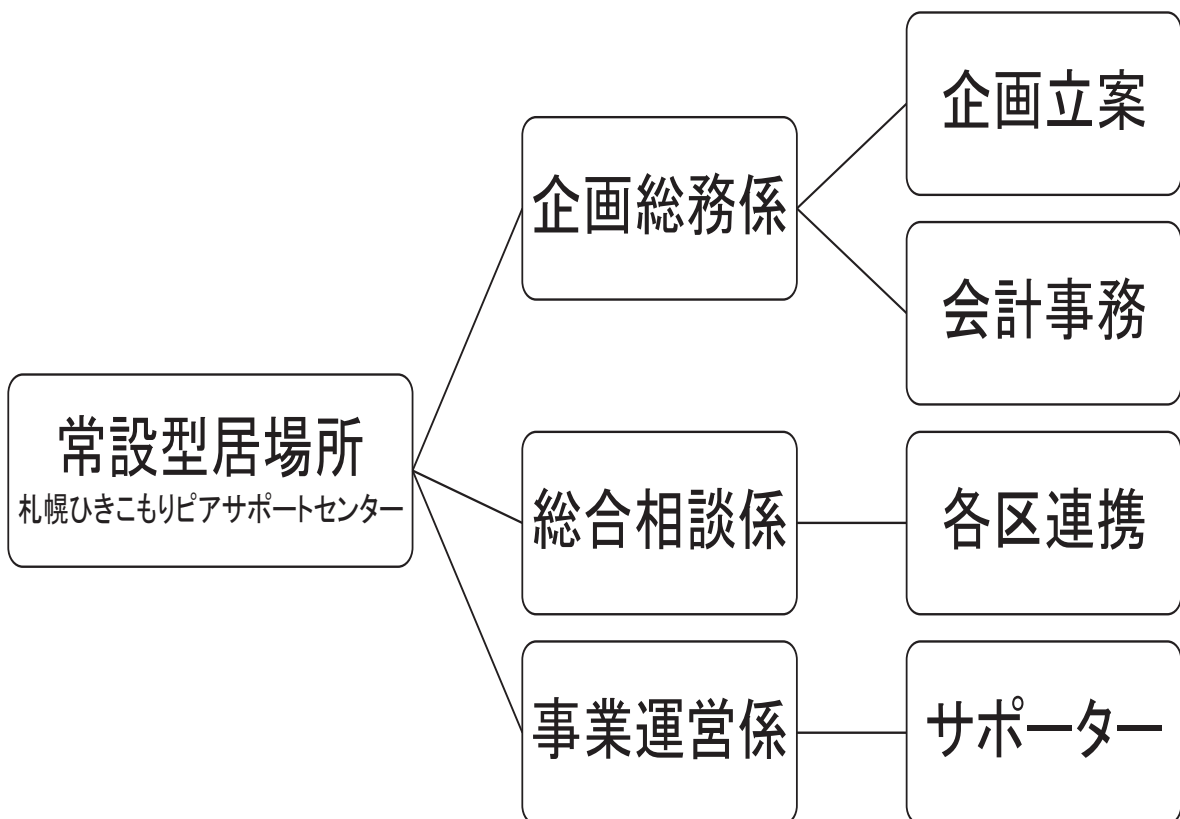 常設型居場所
札幌ひきこもりピアサポートセンター
企画総務係
企画立案
会計事務
総合相談係
各区連携
事業運営係
サポーター